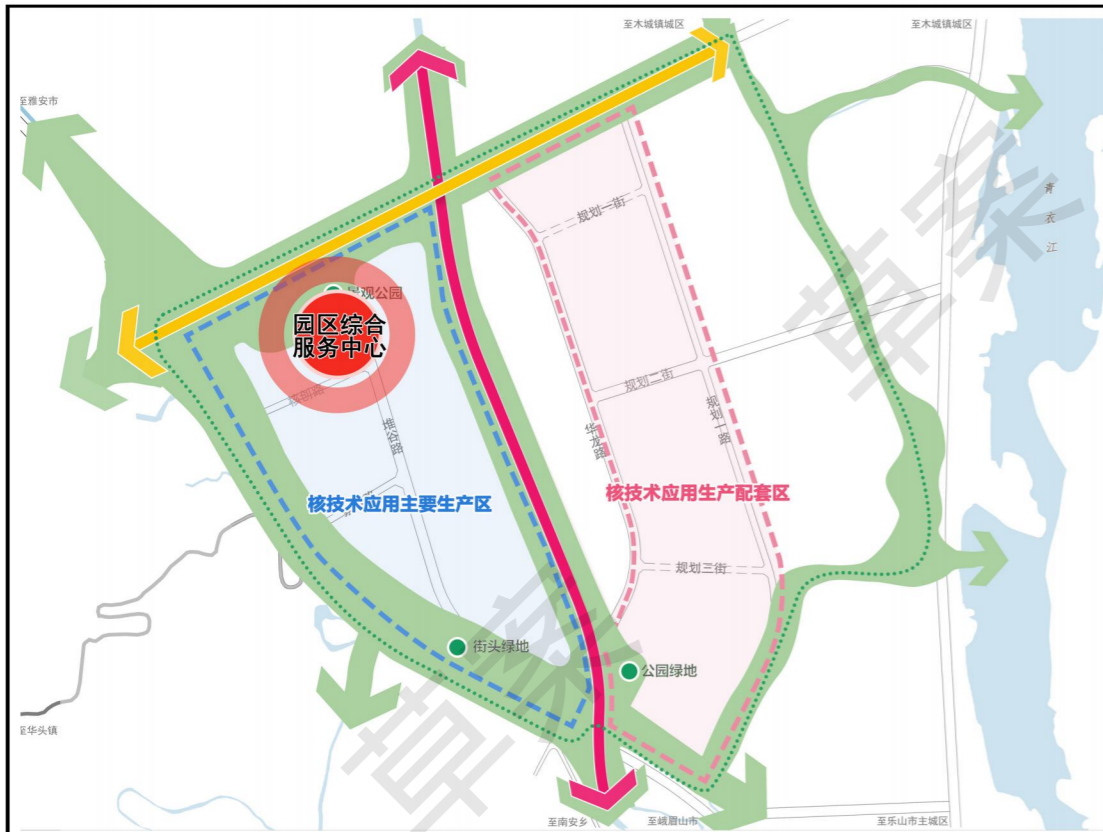 至木城镇城区
至木城镇城区
至雅安市
青衣江
规划一街
景观公园
园区综合
服务中心
规划二街
规划一路
华龙路
核技术应用主要生产区
核技术应用生产配套区
规划三街
街头绿地
公园绿地
至华头镇
至南安乡
至峨眉山市
至乐山市主城区
草案
草案